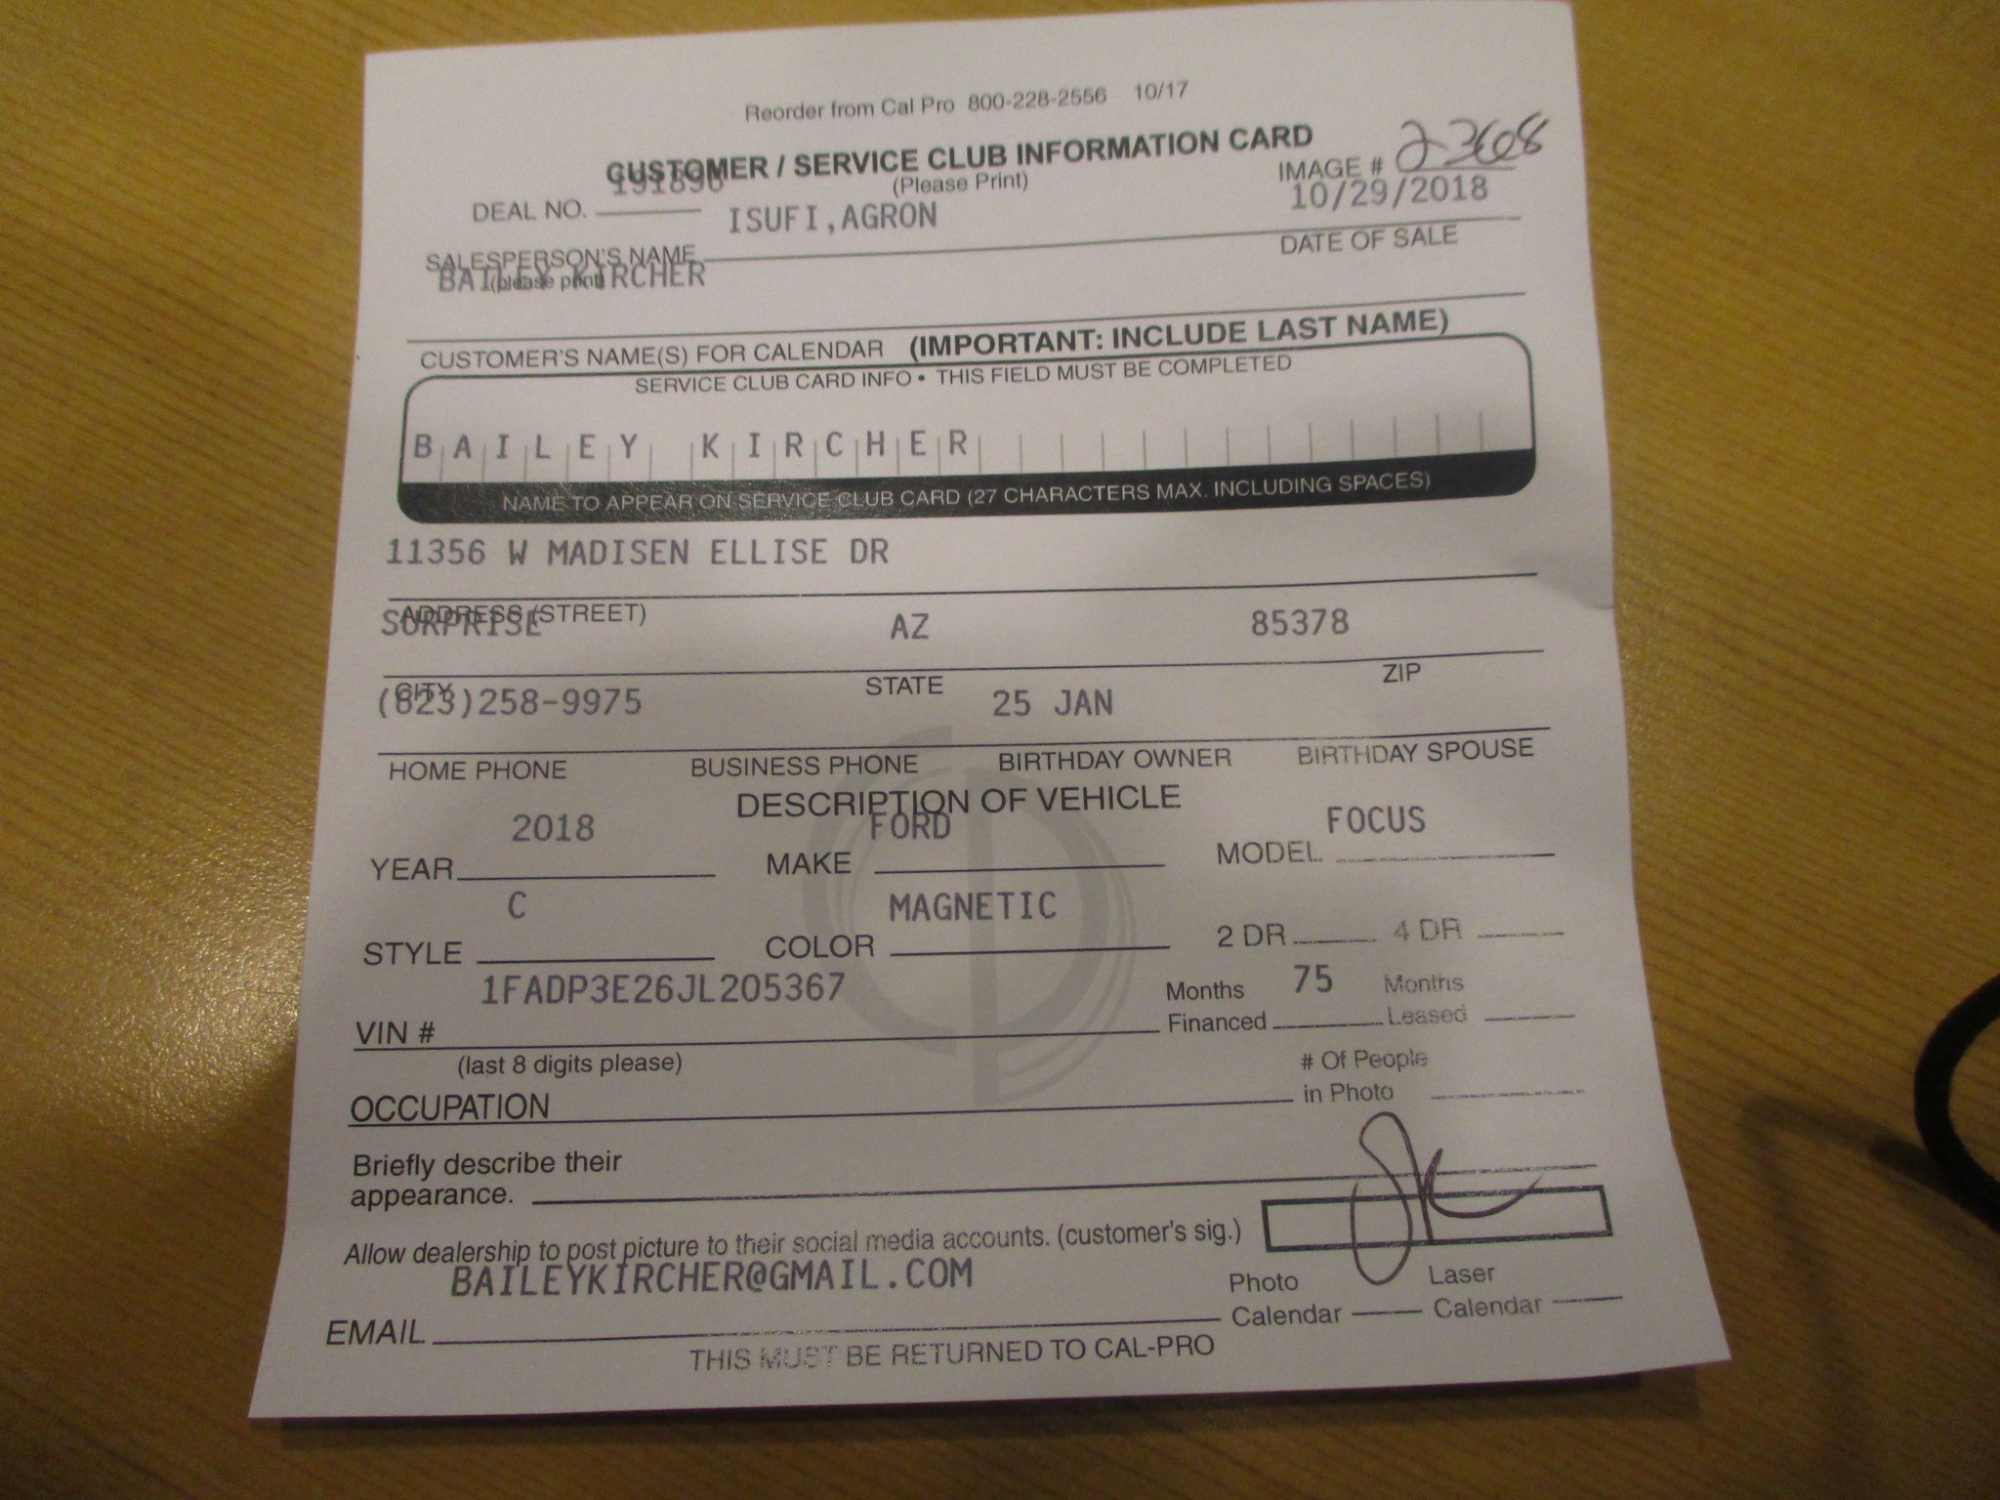 Reorder from Cal Pro 800-228-2556 10/17
CUSTOMER / SERVICE CLUB INFORMATION CARD
(Please Print)
IMAGE # 2368
DEAL NO. 191896
ISUFI,AGRON
10/29/2018
SALESPERSON'S NAME
(please print)
DATE OF SALE
BAILEY KIRCHER
CUSTOMER'S NAME(S) FOR CALENDAR (IMPORTANT: INCLUDE LAST NAME)
SERVICE CLUB CARD INFO • THIS FIELD MUST BE COMPLETED
BAILEY KIRCHER
NAME TO APPEAR ON SERVICE CLUB CARD (27 CHARACTERS MAX. INCLUDING SPACES)
11356 W MADISEN ELLISE DR
ADDRESS (STREET)
SURPRISE AZ 85378
CITY STATE ZIP
(623)258-9975 25 JAN
HOME PHONE BUSINESS PHONE BIRTHDAY OWNER BIRTHDAY SPOUSE
DESCRIPTION OF VEHICLE
2018 FORD FOCUS
YEAR MAKE MODEL
C MAGNETIC
STYLE COLOR 2 DR 4 DR
1FADP3E26JL205367 Months 75 Months
VIN # Financed Leased
(last 8 digits please) # Of People
OCCUPATION in Photo
Briefly describe their
appearance.
Allow dealership to post picture to their social media accounts. (customer's sig.)
BAILEYKIRCHER@GMAIL.COM Photo Laser
EMAIL Calendar Calendar
THIS MUST BE RETURNED TO CAL-PRO